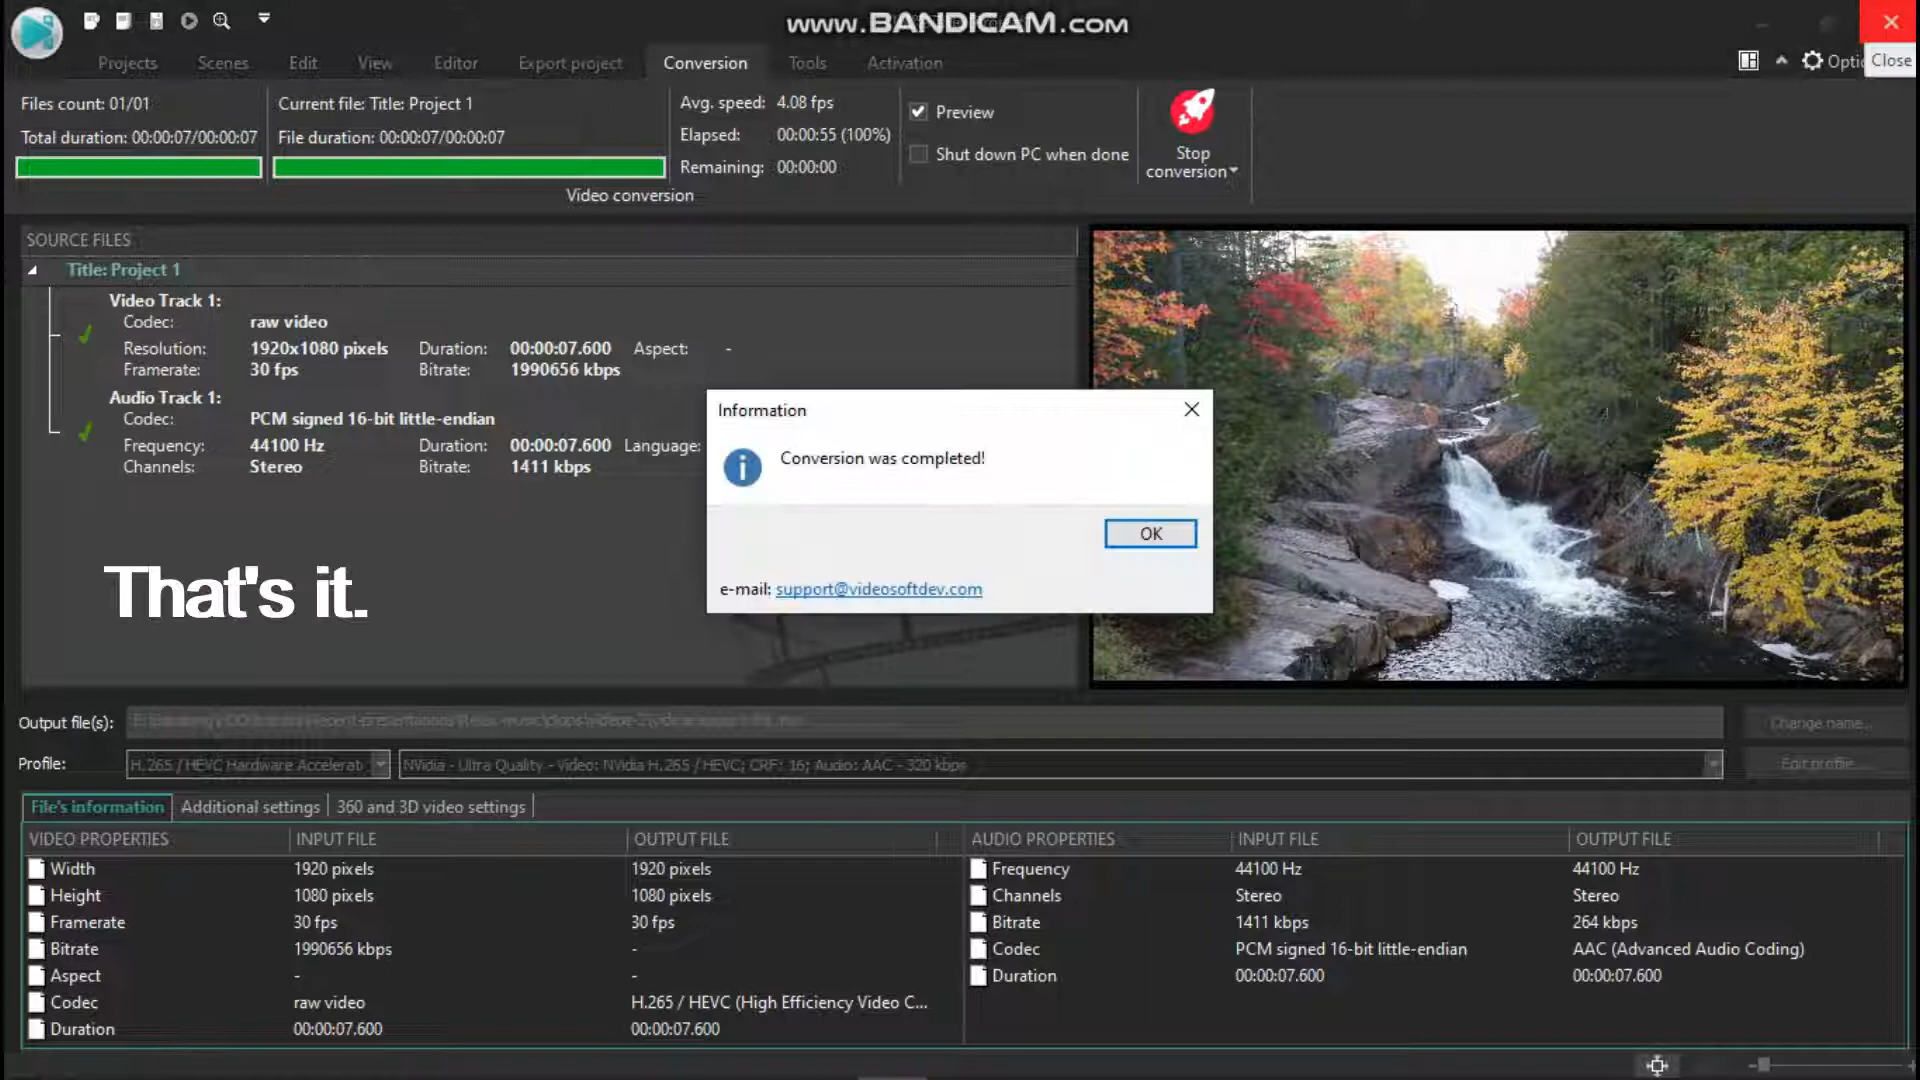 www.BANDICAM.com
Projects Scenes Edit View Editor Export project Conversion Tools Activation
Close
Files count: 01/01
Total duration: 00:00:07/00:00:07
Current file: Title: Project 1
File duration: 00:00:07/00:00:07
Avg. speed: 4.08 fps
Elapsed: 00:00:55 (100%)
Remaining: 00:00:00
Preview
Shut down PC when done
Stop
conversion
Video conversion
SOURCE FILES
Title: Project 1
Video Track 1:
Codec: raw video
Resolution: 1920x1080 pixels Duration: 00:00:07.600 Aspect: -
Framerate: 30 fps Bitrate: 1990656 kbps
Audio Track 1:
Codec: PCM signed 16-bit little-endian
Frequency: 44100 Hz Duration: 00:00:07.600 Language:
Channels: Stereo Bitrate: 1411 kbps
That's it.
Information
Conversion was completed!
OK
e-mail: support@videosoftdev.com
Output file(s):
Change name...
Profile: H.265 / HEVC Hardware Accelerat NVidia - Ultra Quality - Video: NVidia H.265 / HEVC; CRF: 16; Audio: AAC - 320 kbps
Edit profile...
File's information Additional settings 360 and 3D video settings
VIDEO PROPERTIES INPUT FILE OUTPUT FILE
Width 1920 pixels 1920 pixels
Height 1080 pixels 1080 pixels
Framerate 30 fps 30 fps
Bitrate 1990656 kbps -
Aspect - -
Codec raw video H.265 / HEVC (High Efficiency Video C...
Duration 00:00:07.600 00:00:07.600
AUDIO PROPERTIES INPUT FILE OUTPUT FILE
Frequency 44100 Hz 44100 Hz
Channels Stereo Stereo
Bitrate 1411 kbps 264 kbps
Codec PCM signed 16-bit little-endian AAC (Advanced Audio Coding)
Duration 00:00:07.600 00:00:07.600